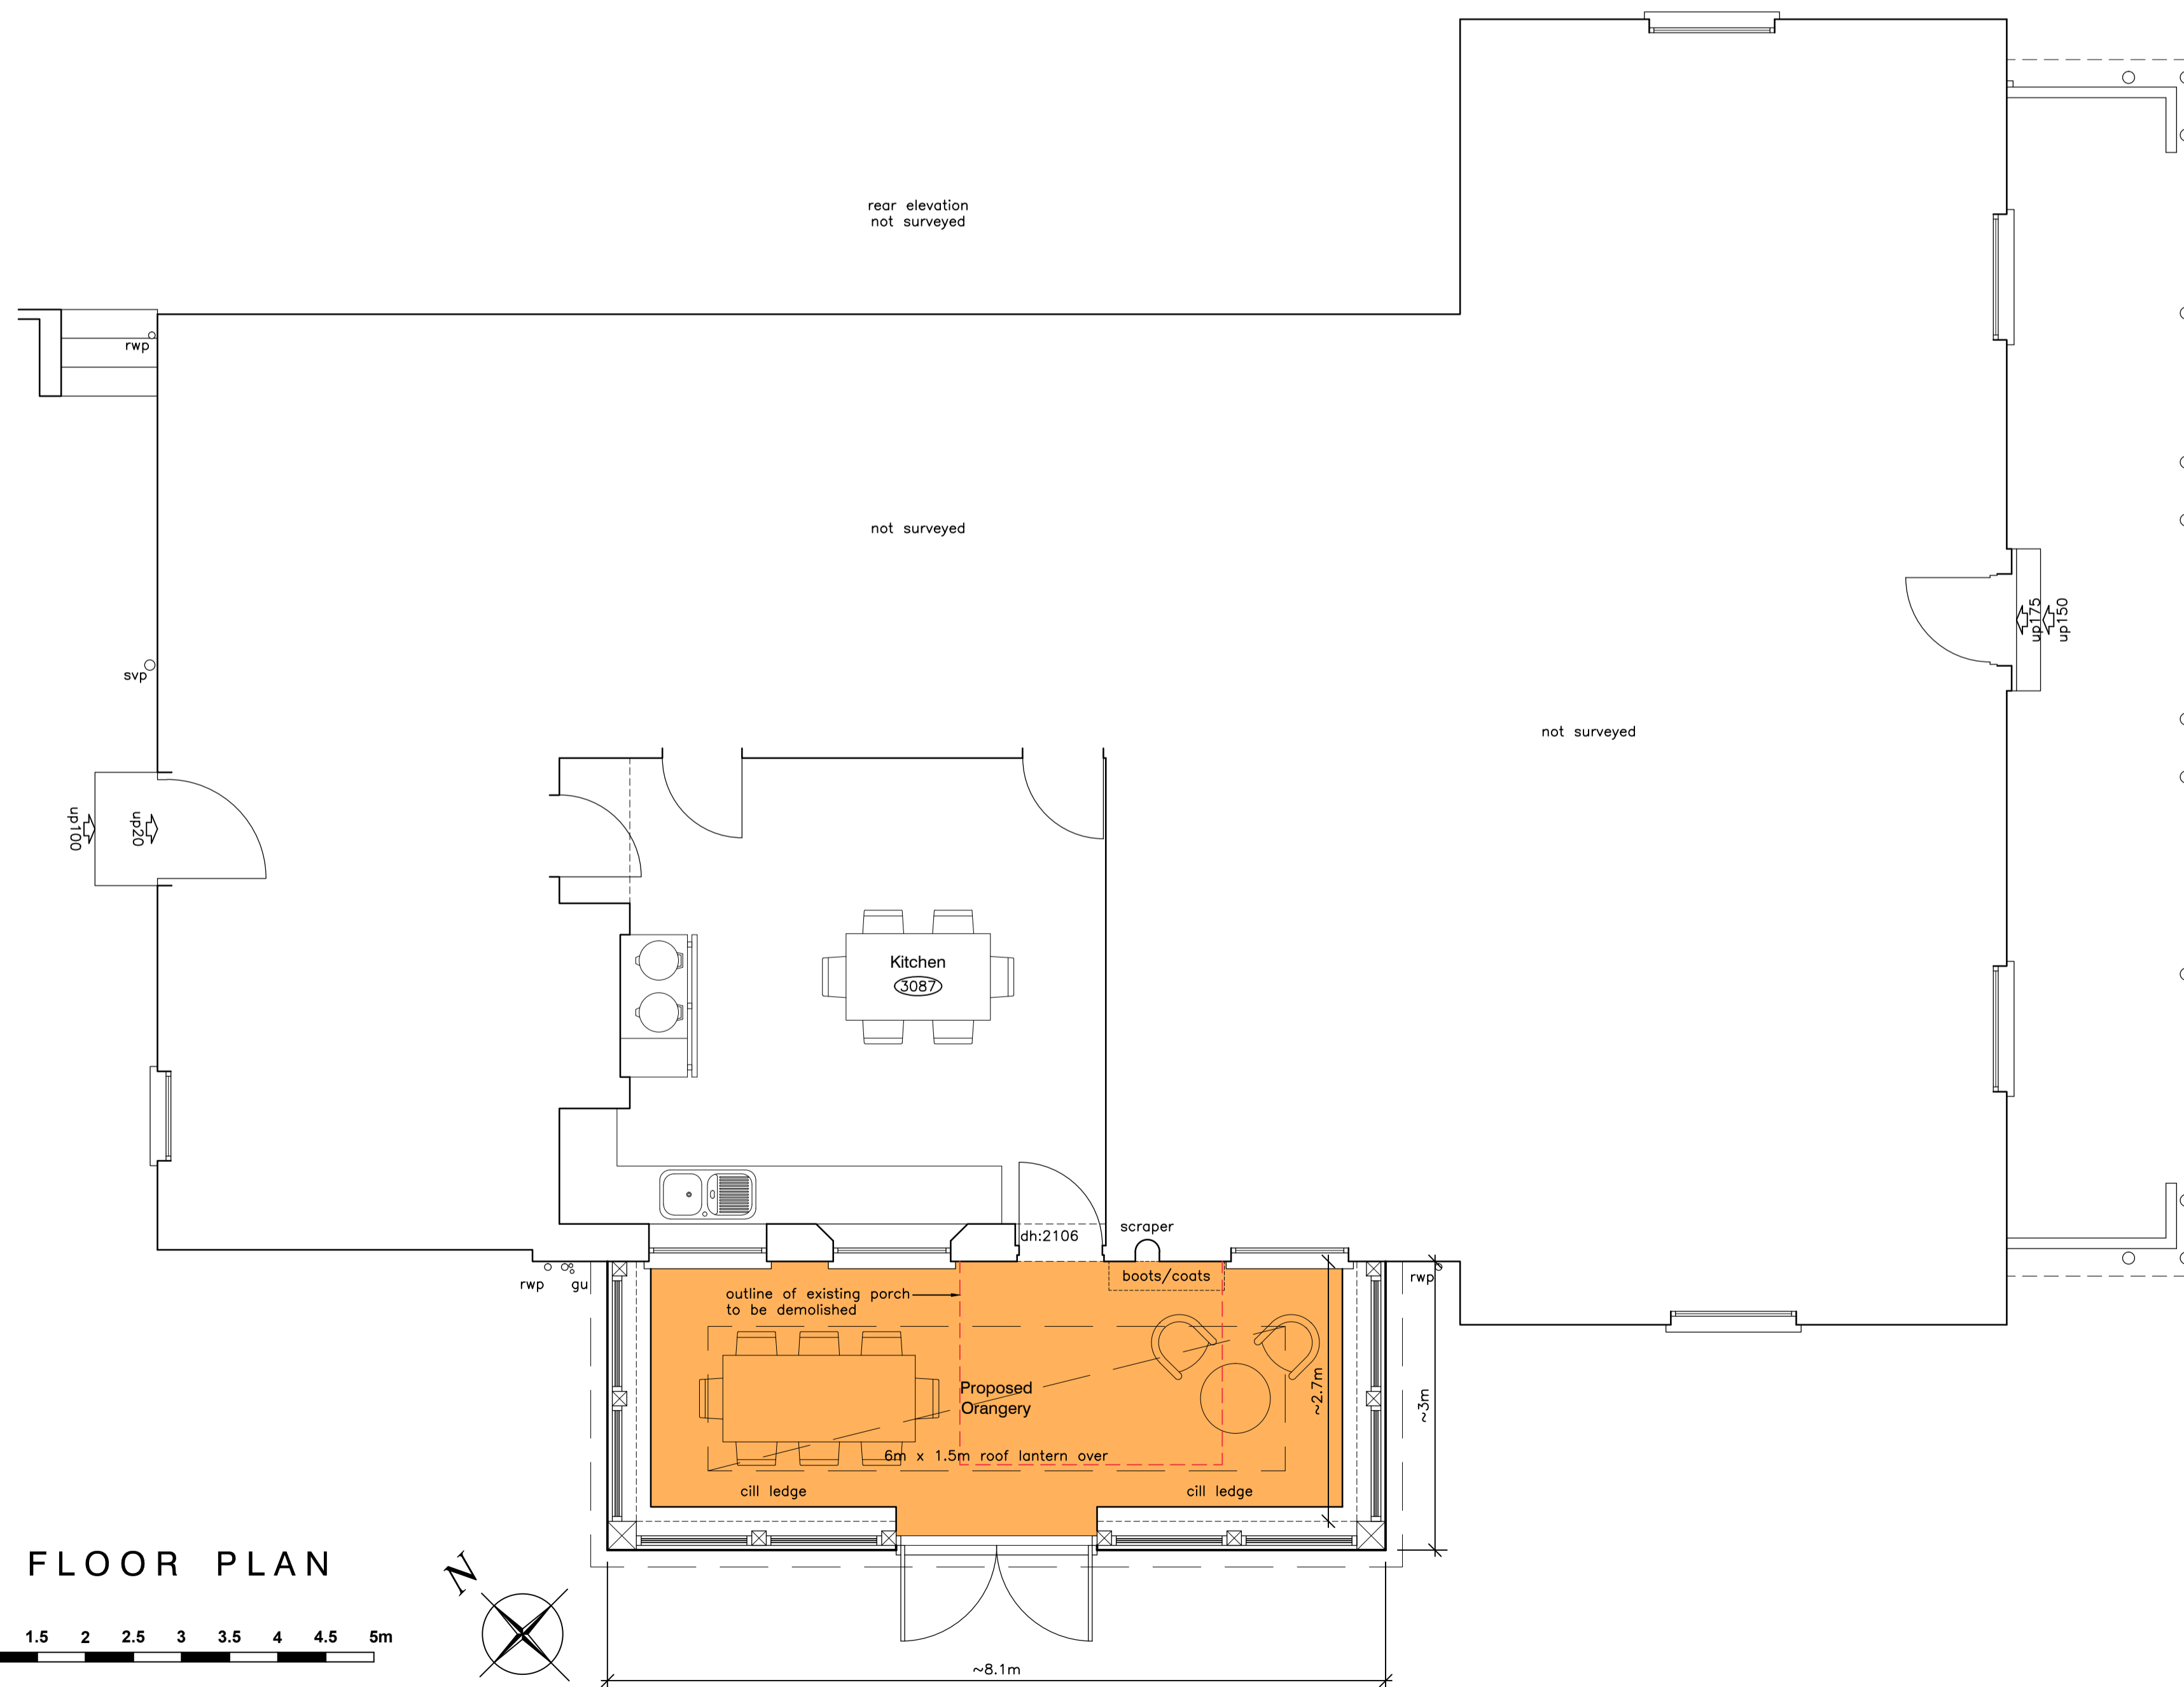 rear elevation
not surveyed
rwp
not surveyed
svp
up175
up150
not surveyed
up100
up20
Kitchen
3087
scraper
dh:2106
boots/coats
rwp
gu
rwp
outline of existing porch
to be demolished
~2.7m
~3m
Proposed
Orangery
6m x 1.5m roof lantern over
cill ledge
cill ledge
FLOOR PLAN
N
1.5 2 2.5 3 3.5 4 4.5 5m
~8.1m